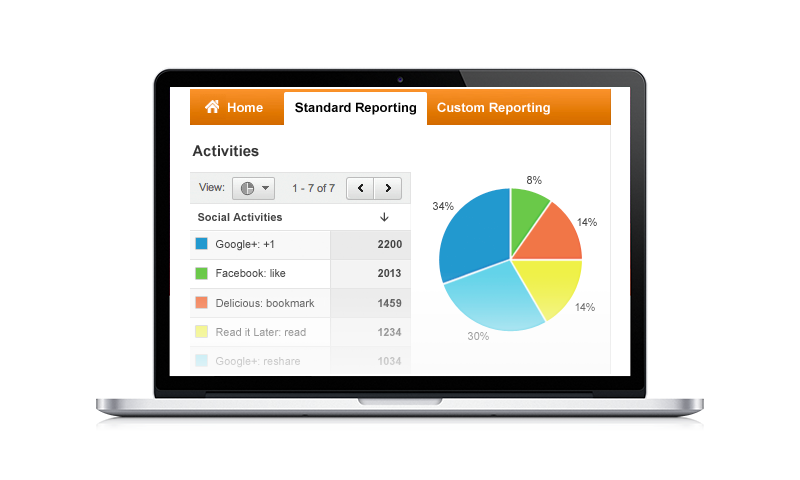 Home
Standard Reporting
Custom Reporting
Activities
View:
1 - 7 of 7
Social Activities
Google+: +1 2200
Facebook: like 2013
Delicious: bookmark 1459
Read it Later: read 1234
Google+: reshare 1034
8%
34%
14%
14%
30%